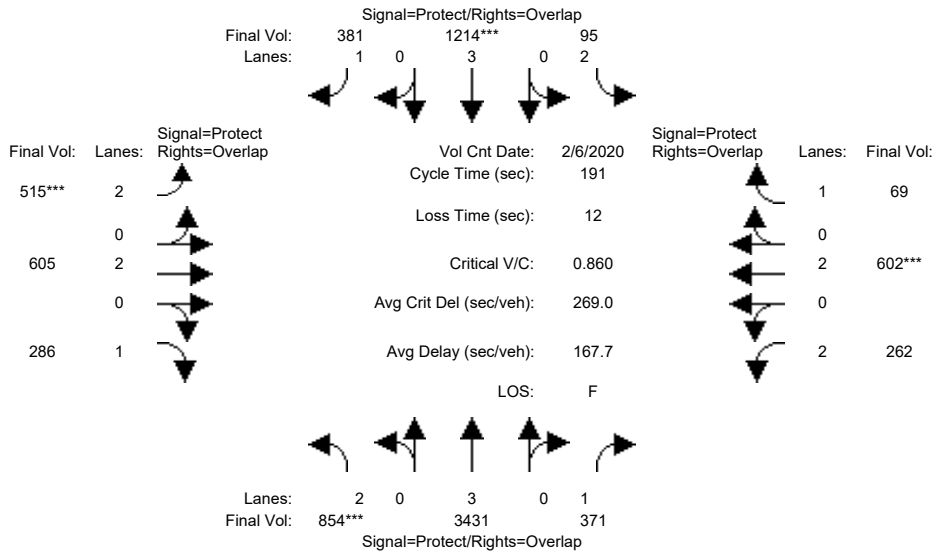 Signal=Protect/Rights=Overlap
Final Vol: 381 1214*** 95
Lanes: 1 0 3 0 2
Signal=Protect Signal=Protect
Final Vol: Lanes: Rights=Overlap Vol Cnt Date: 2/6/2020 Rights=Overlap Lanes: Final Vol:
Cycle Time (sec): 191
515*** 2 1 69
Loss Time (sec): 12
0 0
605 2 Critical V/C: 0.860 2 602***
0 Avg Crit Del (sec/veh): 269.0 0
286 1 Avg Delay (sec/veh): 167.7 2 262
LOS: F
Lanes: 2 0 3 0 1
Final Vol: 854*** 3431 371
Signal=Protect/Rights=Overlap